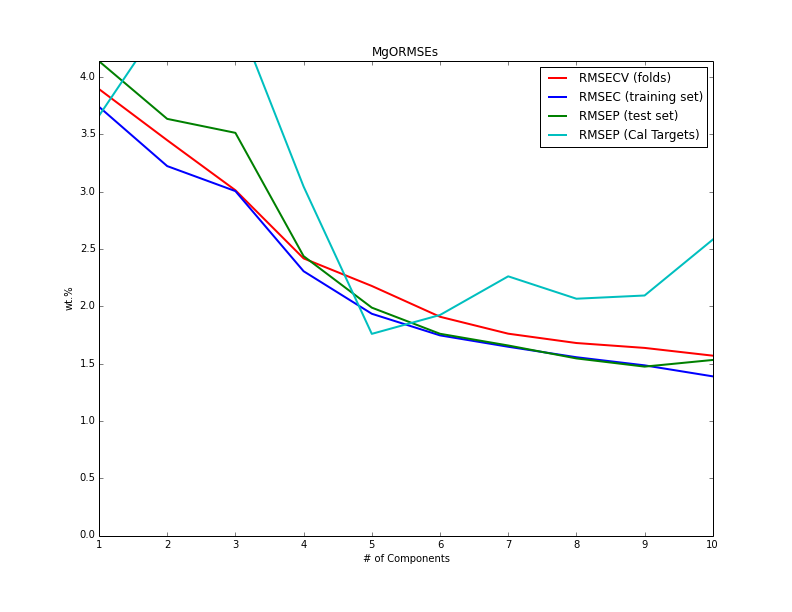 MgORMSEs
RMSECV (folds)
RMSEC (training set)
RMSEP (test set)
RMSEP (Cal Targets)
4.0
3.5
3.0
2.5
2.0
1.5
1.0
0.5
0.0
wt.%
1 2 3 4 5 6 7 8 9 10
# of Components